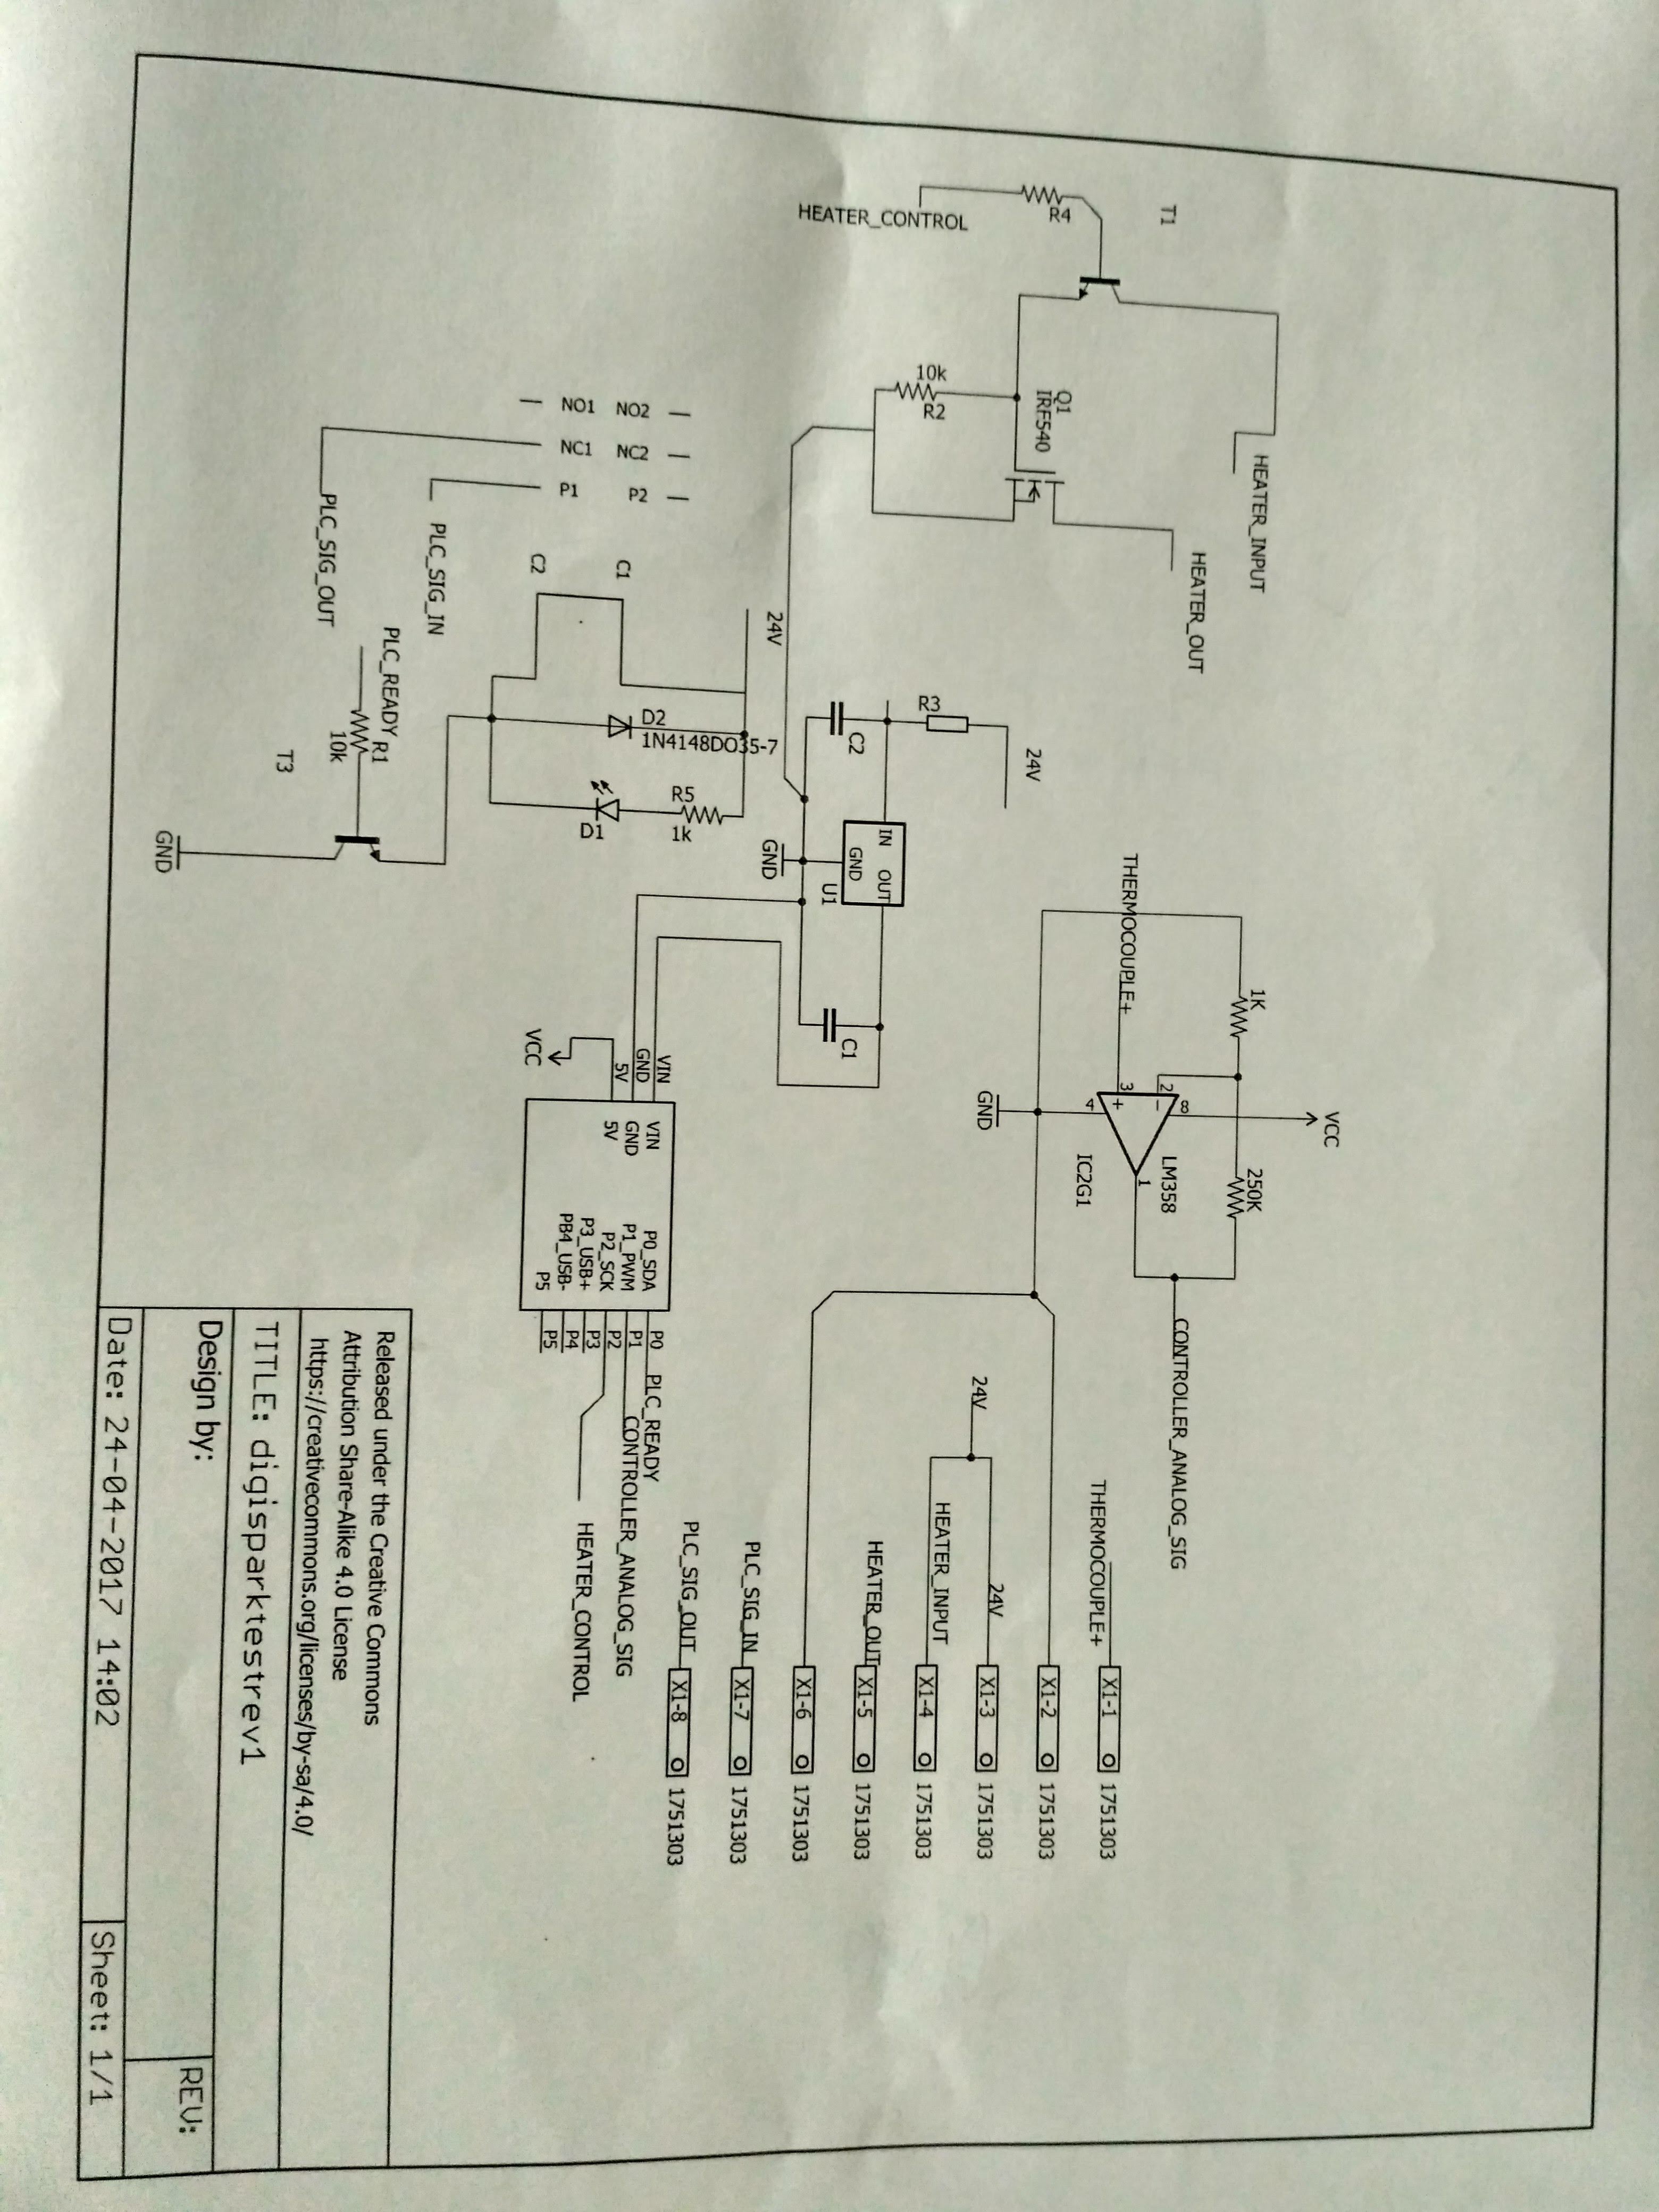 T1
R4
HEATER_CONTROL
10k
R2
Q1
IRF540
HEATER_INPUT
HEATER_OUT
NO1 NO2
NC1 NC2
P1 P2
PLC_SIG_OUT
PLC_SIG_IN
C2
C1
24V
D2
1N4148DO35-7
R5
1k
D1
PLC_READY
R1
10k
T3
GND
R3
24V
C2
IN OUT
GND
U1
GND
C1
THERMOCOUPLE+
1K
250K
2
3
8
4
1
+
−
VCC
GND
LM358
IC2G1
CONTROLLER_ANALOG_SIG
VCC
VIN
GND
5V
VIN
GND
5V
P0_SDA
P1_PWM
P2_SCK
P3_USB+
PB4_USB-
P5
P0
P1
P2
P3
P4
P5
PLC_READY
CONTROLLER_ANALOG_SIG
HEATER_CONTROL
24V
THERMOCOUPLE+ X1-1 1751303
X1-2 1751303
24V X1-3 1751303
HEATER_INPUT X1-4 1751303
HEATER_OUT X1-5 1751303
X1-6 1751303
PLC_SIG_IN X1-7 1751303
PLC_SIG_OUT X1-8 1751303
Released under the Creative Commons
Attribution Share-Alike 4.0 License
https://creativecommons.org/licenses/by-sa/4.0/
TITLE: digisparktestrev1
Design by:
REV:
Date: 24-04-2017 14:02
Sheet: 1/1